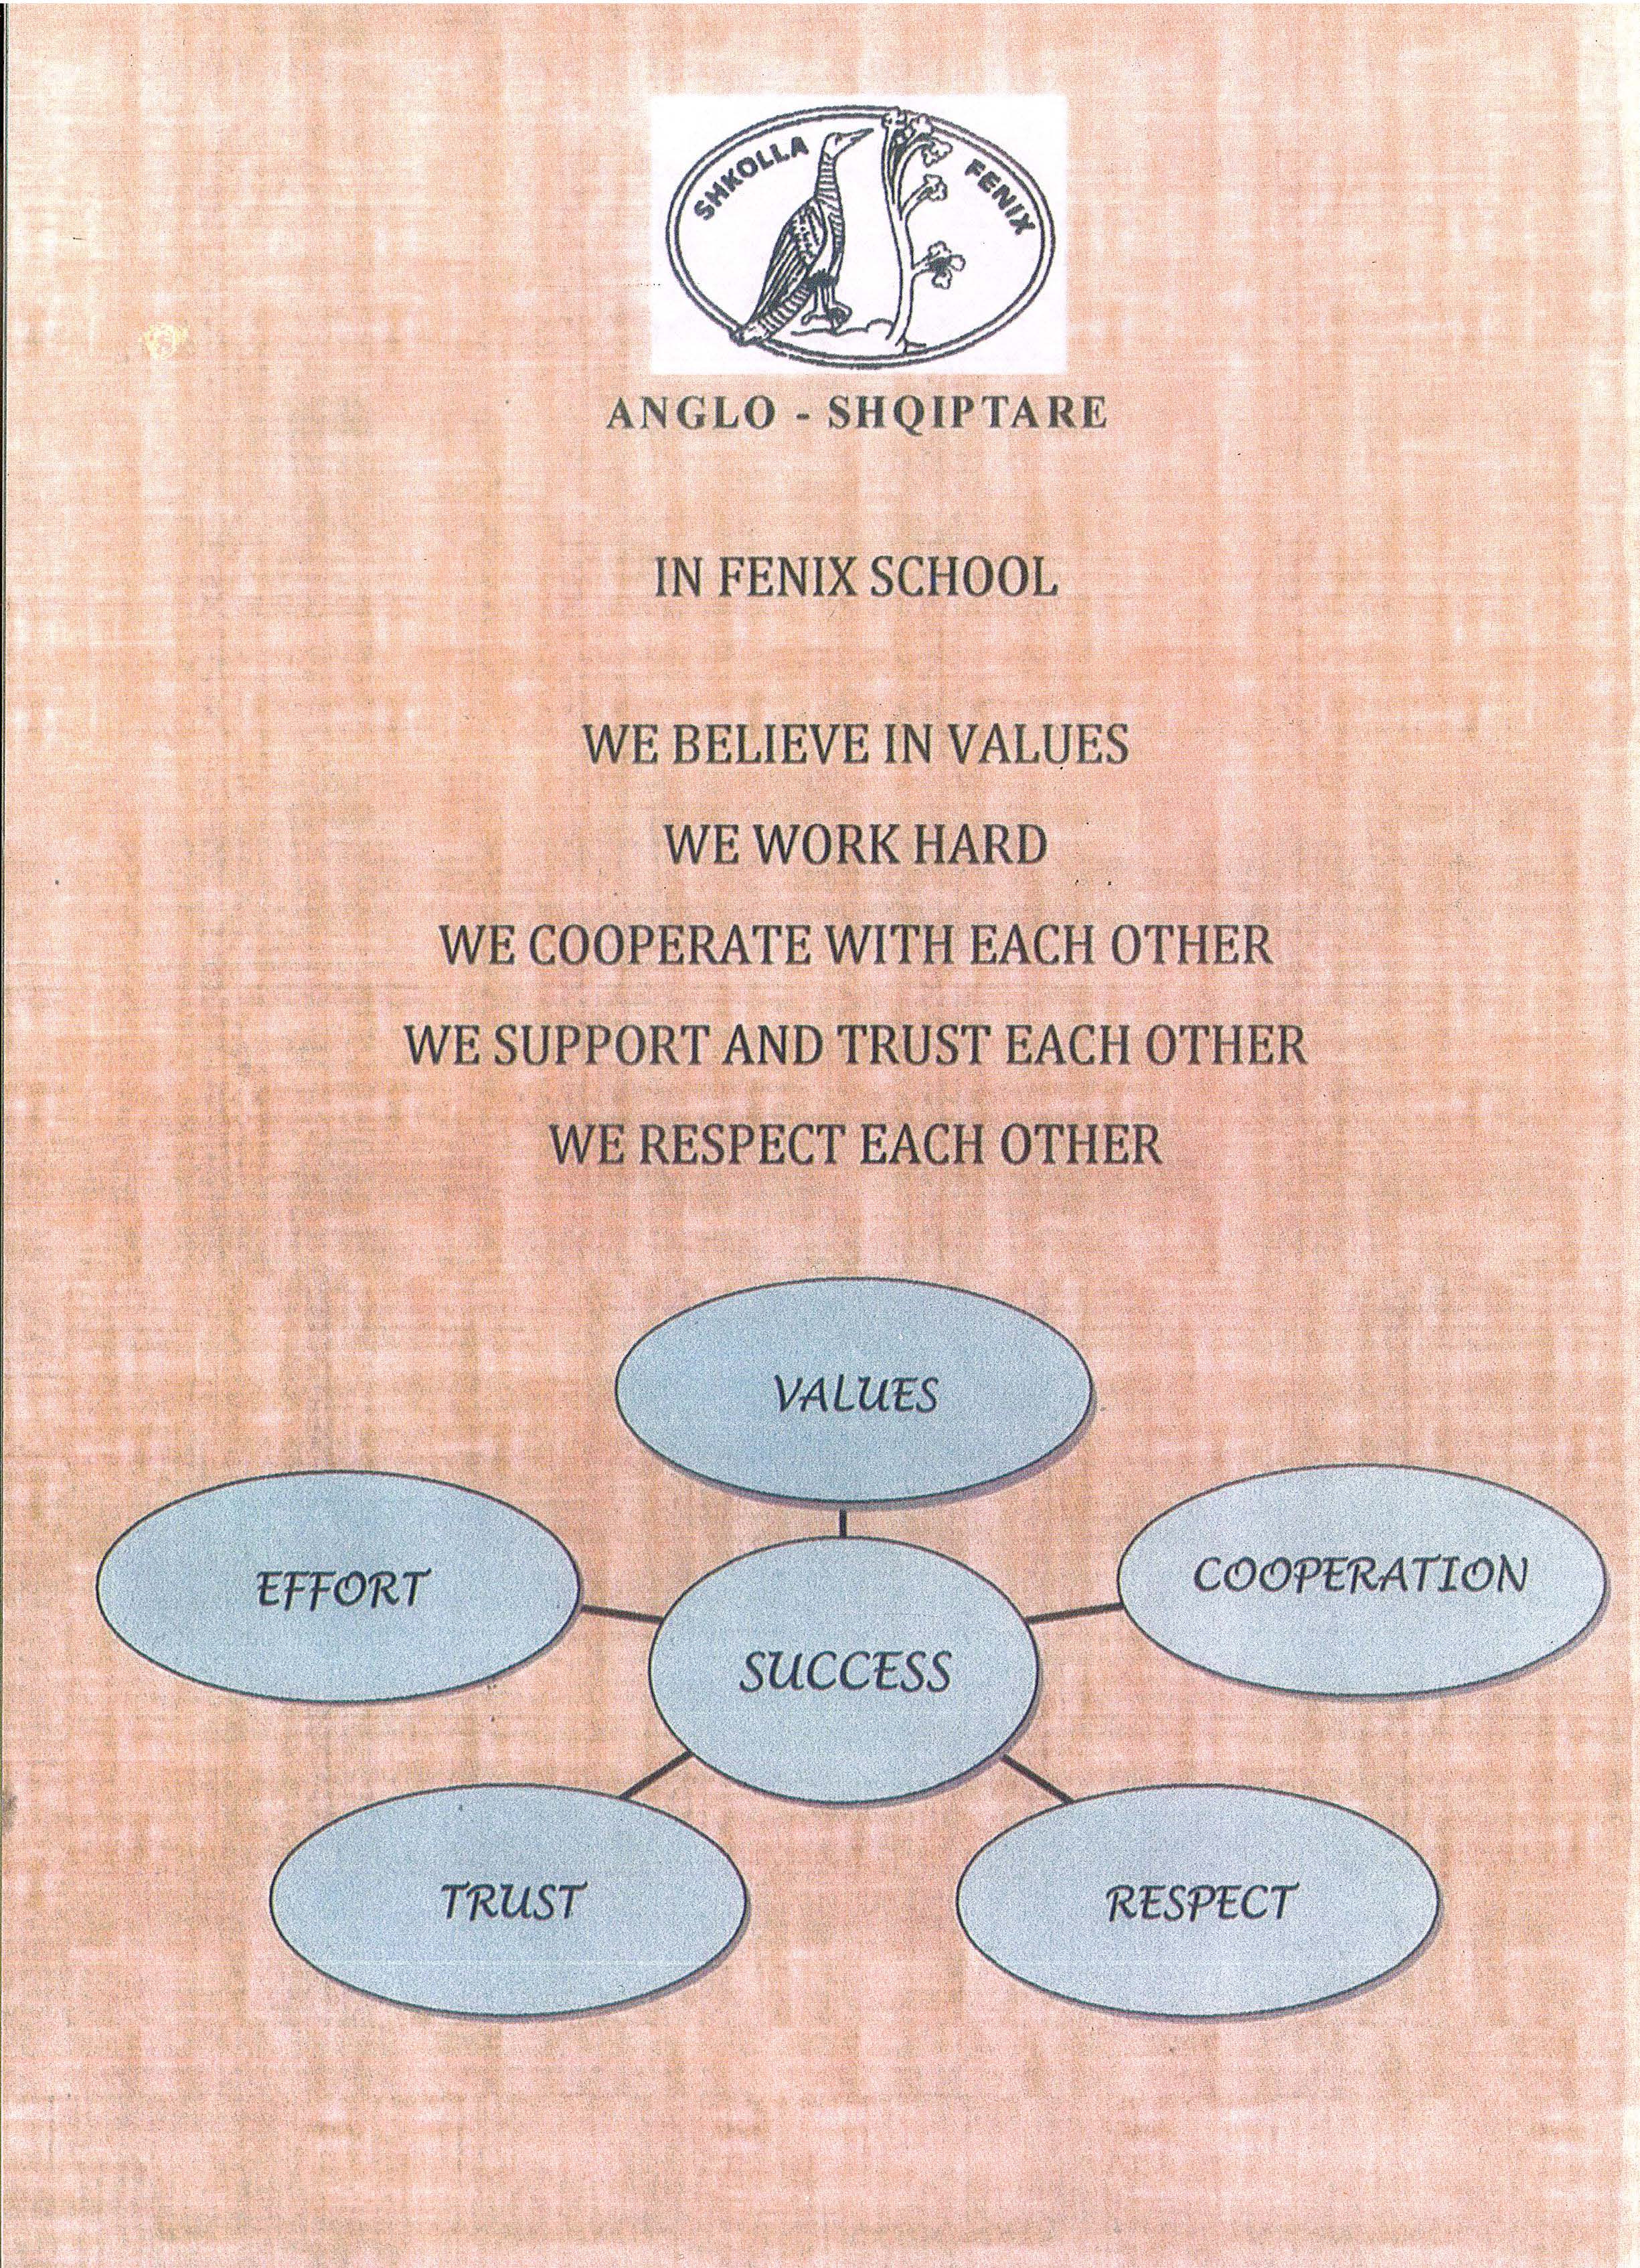 SHKOLLA FENIX
ANGLO - SHQIPTARE
IN FENIX SCHOOL
WE BELIEVE IN VALUES
WE WORK HARD
WE COOPERATE WITH EACH OTHER
WE SUPPORT AND TRUST EACH OTHER
WE RESPECT EACH OTHER
VALUES
EFFORT
COOPERATION
SUCCESS
TRUST
RESPECT